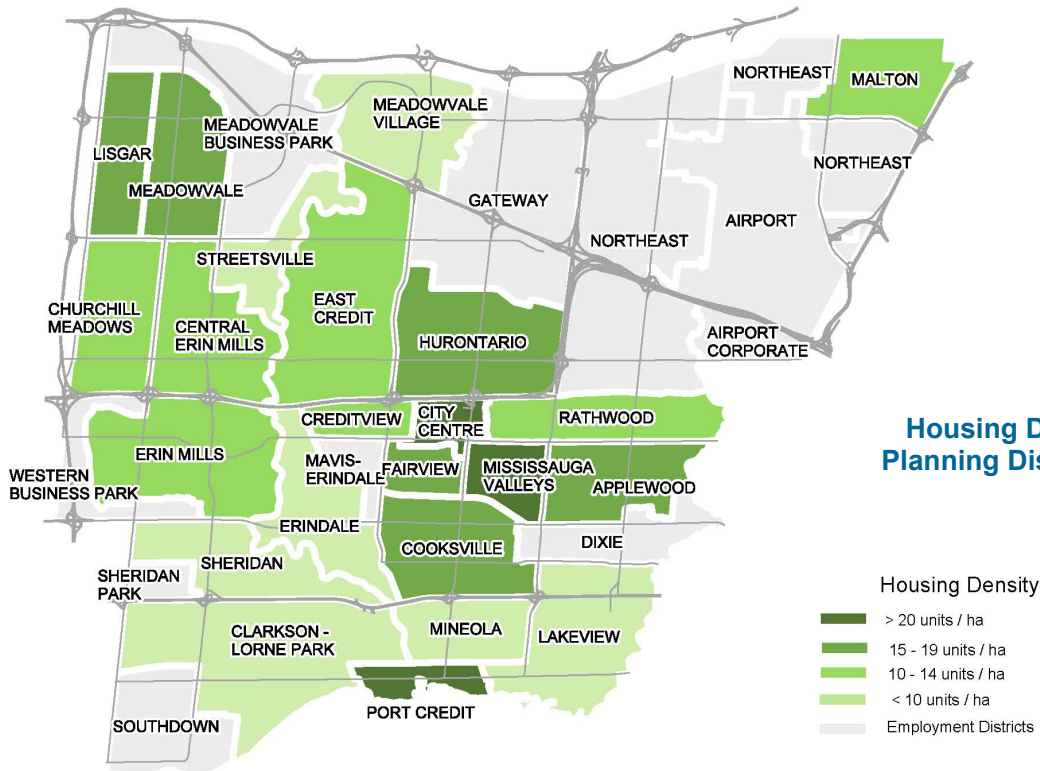 NORTHEAST
MALTON
MEADOWVALE
VILLAGE
MEADOWVALE
BUSINESS PARK
LISGAR
MEADOWVALE
NORTHEAST
GATEWAY
AIRPORT
NORTHEAST
STREETSVILLE
EAST
CREDIT
CHURCHILL
MEADOWS
CENTRAL
ERIN MILLS
HURONTARIO
AIRPORT
CORPORATE
CREDITVIEW
CITY
CENTRE
RATHWOOD
ERIN MILLS
MAVIS-
ERINDALE
FAIRVIEW
MISSISSAUGA
VALLEYS
APPLEWOOD
WESTERN
BUSINESS PARK
ERINDALE
COOKSVILLE
DIXIE
SHERIDAN
SHERIDAN
PARK
CLARKSON -
LORNE PARK
MINEOLA
LAKEVIEW
PORT CREDIT
SOUTHDOWN
Housing D
Planning Dis
Housing Density
> 20 units / ha
15 - 19 units / ha
10 - 14 units / ha
< 10 units / ha
Employment Districts